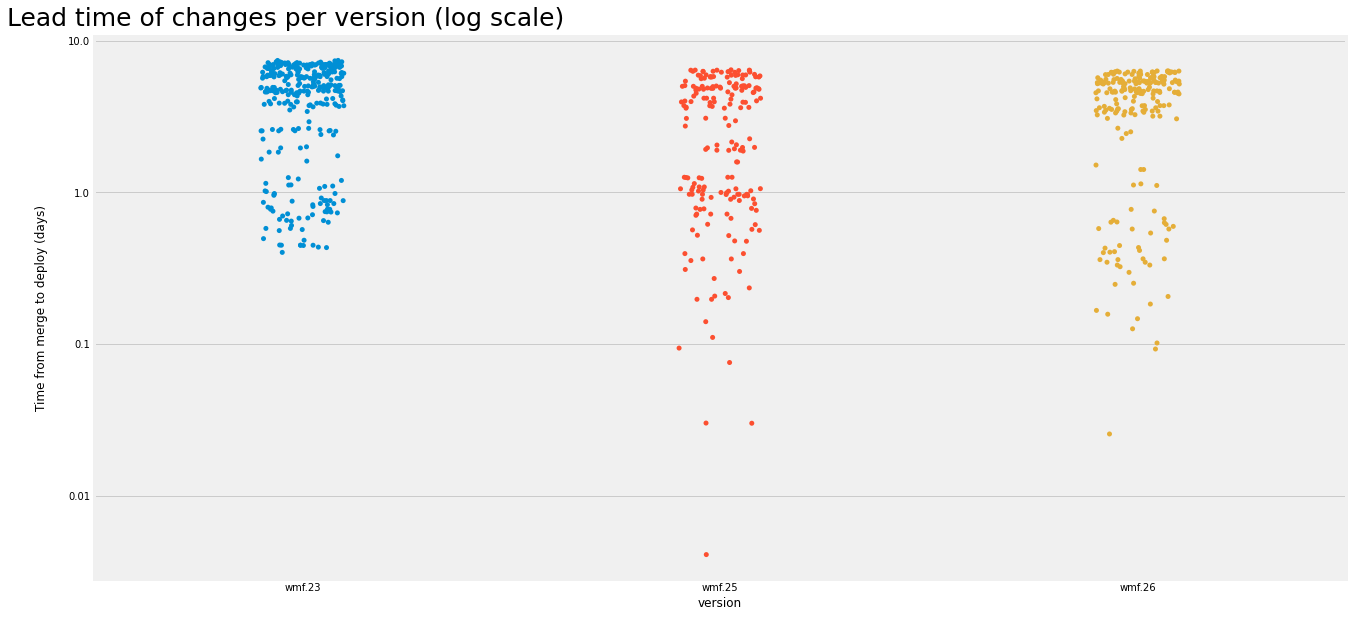 Lead time of changes per version (log scale)
Time from merge to deploy (days)
10.0
1.0
0.1
0.01
wmf.23
wmf.25
wmf.26
version